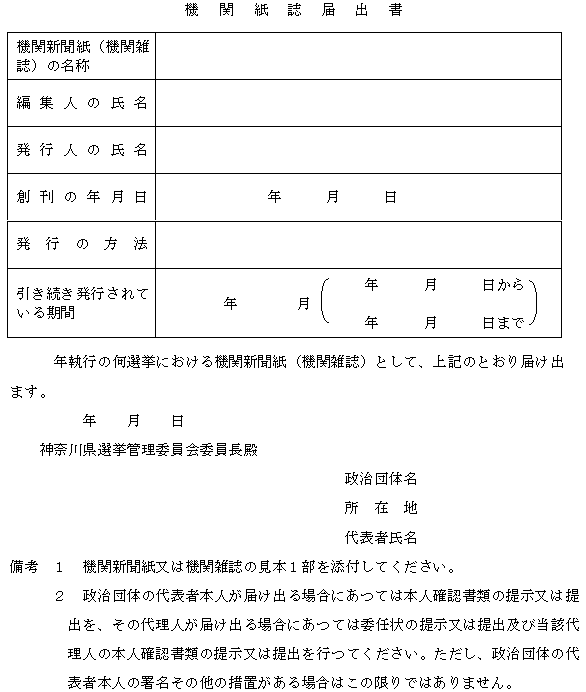 機関紙誌届出書
機関新聞紙（機関雑
誌）の名称
編集人の氏名
発行人の氏名
創刊の年月日
年　　　月　　　日
発行の方法
引き続き発行されて
いる期間
年　　　　月
年　　　月　　　日から
年　　　月　　　日まで
年執行の何選挙における機関新聞紙（機関雑誌）として、上記のとおり届け出
ます。
年　　月　　日
神奈川県選挙管理委員会委員長殿
政治団体名
所在地
代表者氏名
備考　１　機関新聞紙又は機関雑誌の見本１部を添付してください。
２　政治団体の代表者本人が届け出る場合にあつては本人確認書類の提示又は提
出を、その代理人が届け出る場合にあつては委任状の提示又は提出及び当該代
理人の本人確認書類の提示又は提出を行つてください。ただし、政治団体の代
表者本人の署名その他の措置がある場合はこの限りではありません。